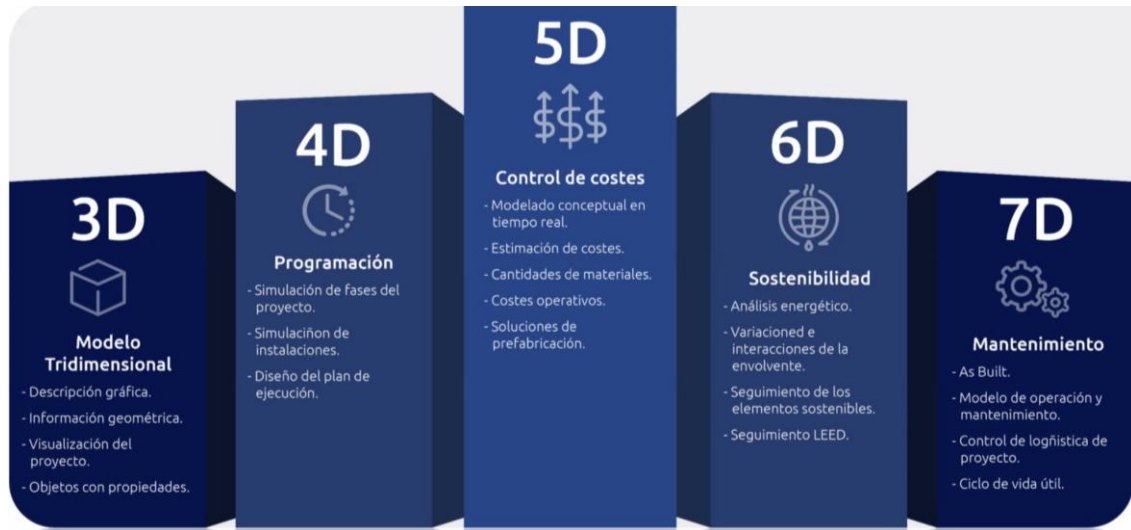 3D
Modelo
Tridimensional
- Descripción gráfica.
- Información geométrica.
- Visualización del
proyecto.
- Objetos con propiedades.
4D
Programación
- Simulación de fases del
proyecto.
- Simulaciñon de
instalaciones.
- Diseño del plan de
ejecución.
5D
$$$
Control de costes
- Modelado conceptual en
tiempo real.
- Estimación de costes.
- Cantidades de materiales.
- Costes operativos.
- Soluciones de
prefabricación.
6D
Sostenibilidad
- Análisis energético.
- Variacioned e
interacciones de la
envolvente.
- Seguimiento de los
elementos sostenibles.
- Seguimiento LEED.
7D
Mantenimiento
- As Built.
- Modelo de operación y
mantenimiento.
- Control de logñistica de
proyecto.
- Ciclo de vida útil.